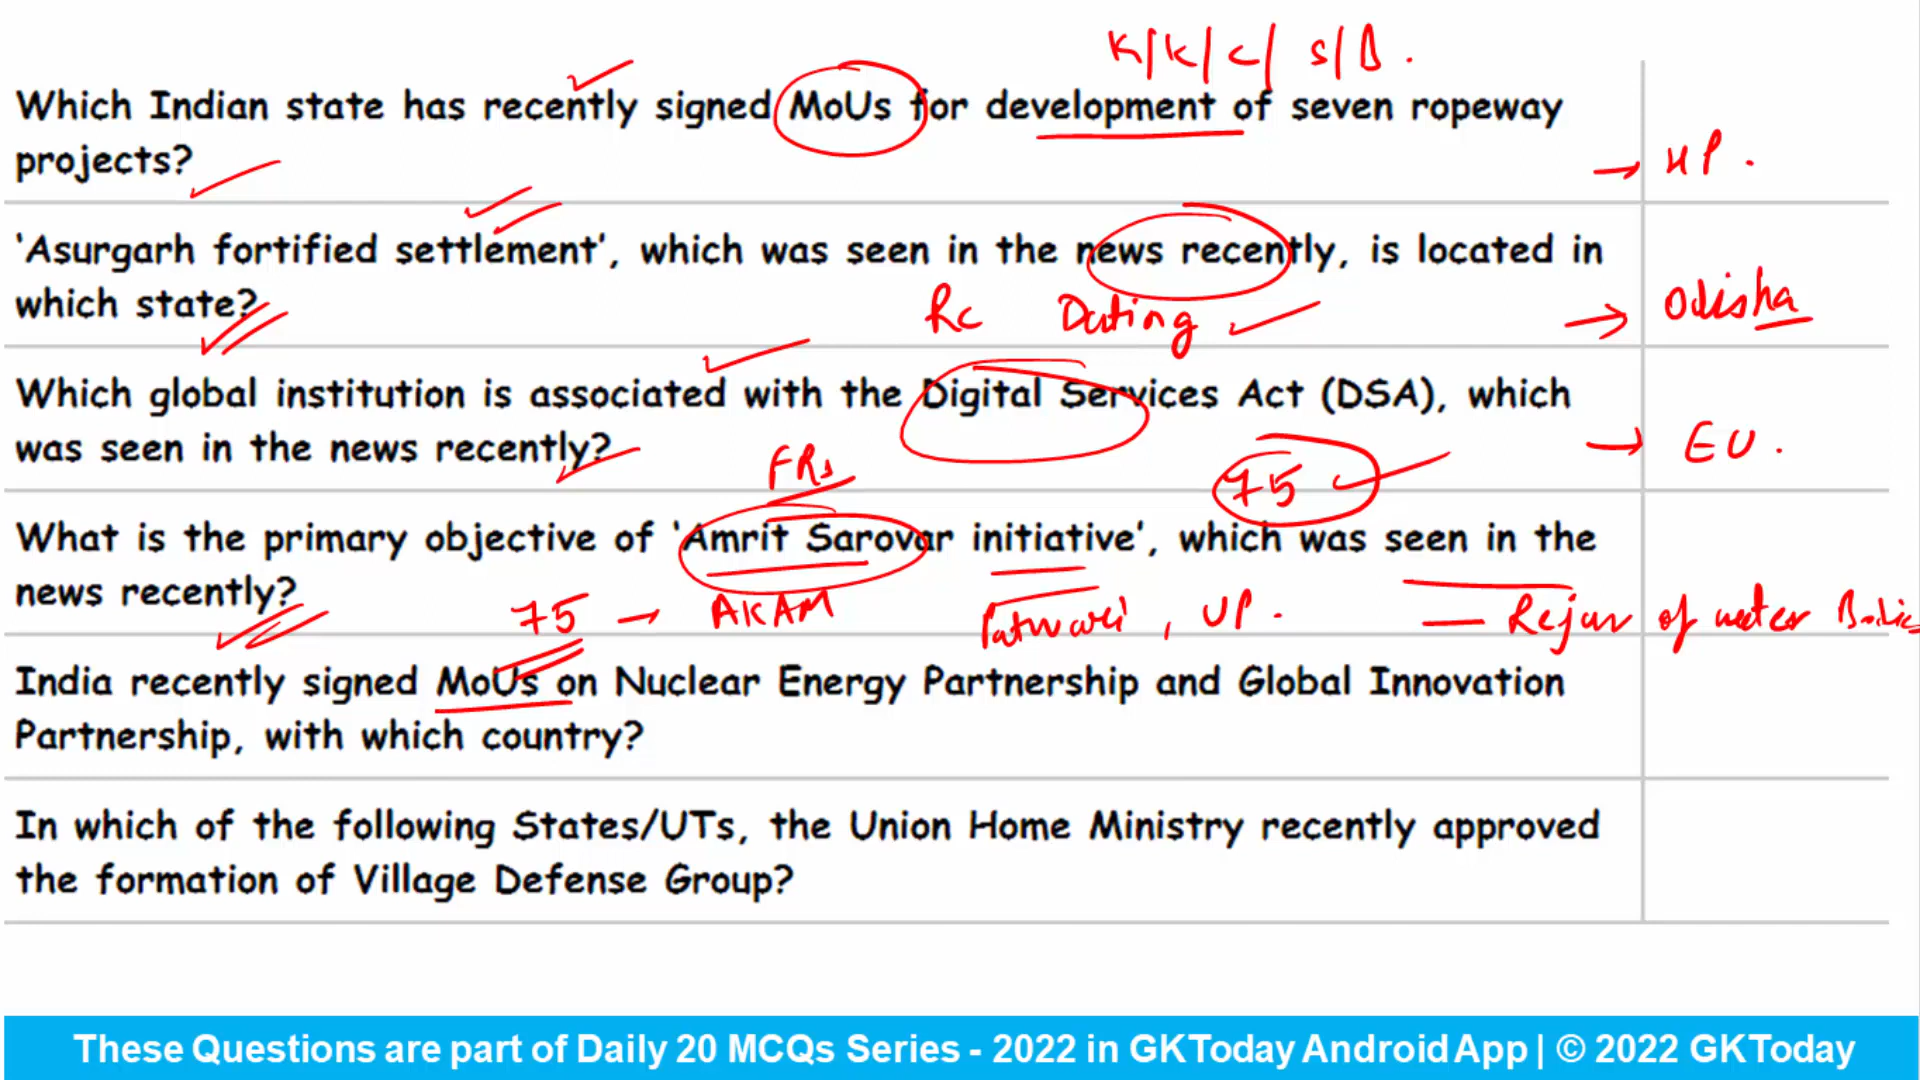 K/K/C/ S/B.
Which Indian state has recently signed MoUs for development of seven ropeway
projects?
→ HP.
'Asurgarh fortified settlement', which was seen in the news recently, is located in
which state?
Rc Dating
→ Odisha
Which global institution is associated with the Digital Services Act (DSA), which
was seen in the news recently?
→ EU.
FRs
75
What is the primary objective of 'Amrit Sarovar initiative', which was seen in the
news recently?
75 → AKAM
Patwari, UP.
— Rejuv of water Bodies
India recently signed MoUs on Nuclear Energy Partnership and Global Innovation
Partnership, with which country?
In which of the following States/UTs, the Union Home Ministry recently approved
the formation of Village Defense Group?
These Questions are part of Daily 20 MCQs Series - 2022 in GKToday Android App | © 2022 GKToday